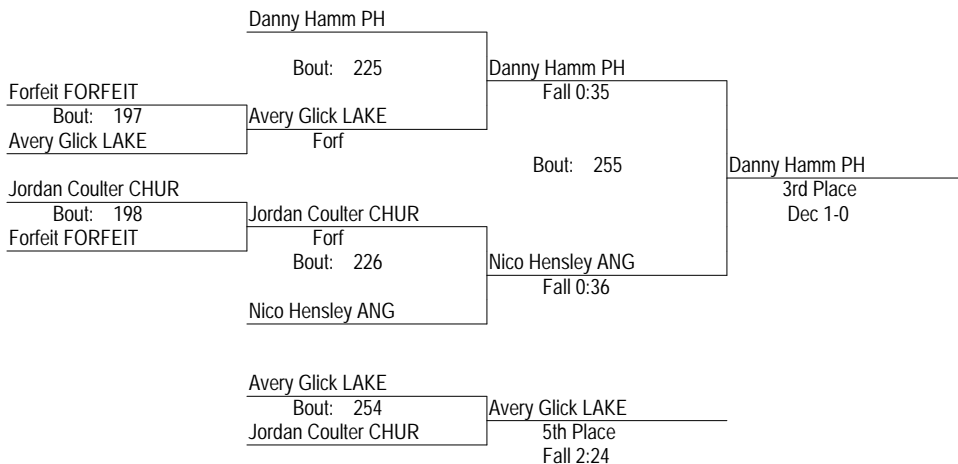 Danny Hamm PH
Bout: 225
Danny Hamm PH
Forfeit FORFEIT
Fall 0:35
Bout: 197
Avery Glick LAKE
Avery Glick LAKE
Forf
Bout: 255
Danny Hamm PH
Jordan Coulter CHUR
3rd Place
Bout: 198
Jordan Coulter CHUR
Dec 1-0
Forfeit FORFEIT
Forf
Bout: 226
Nico Hensley ANG
Fall 0:36
Nico Hensley ANG
Avery Glick LAKE
Bout: 254
Avery Glick LAKE
Jordan Coulter CHUR
5th Place
Fall 2:24